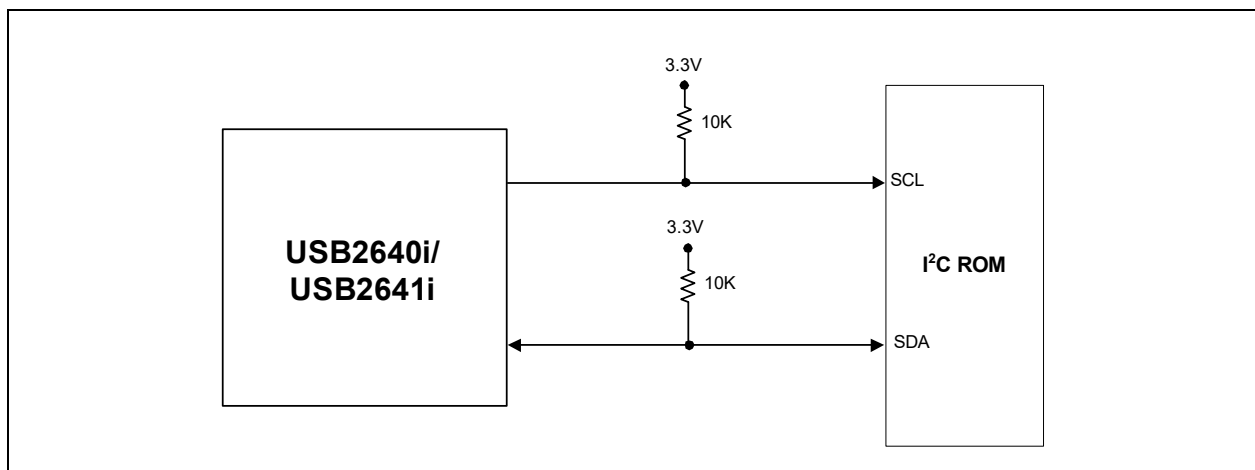 3.3V
10K
SCL
USB2640i/
USB2641i
3.3V
10K
I²C ROM
SDA